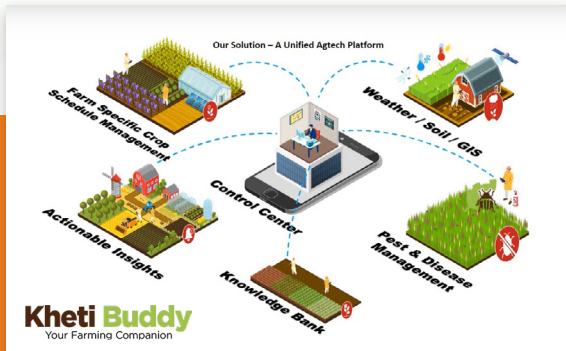 Our Solution – A Unified Agtech Platform
Farm Specific Crop
Schedule Management
Weather / Soil / GIS
Control Center
Actionable Insights
Pest & Disease
Management
Knowledge Bank
Kheti Buddy
Your Farming Companion